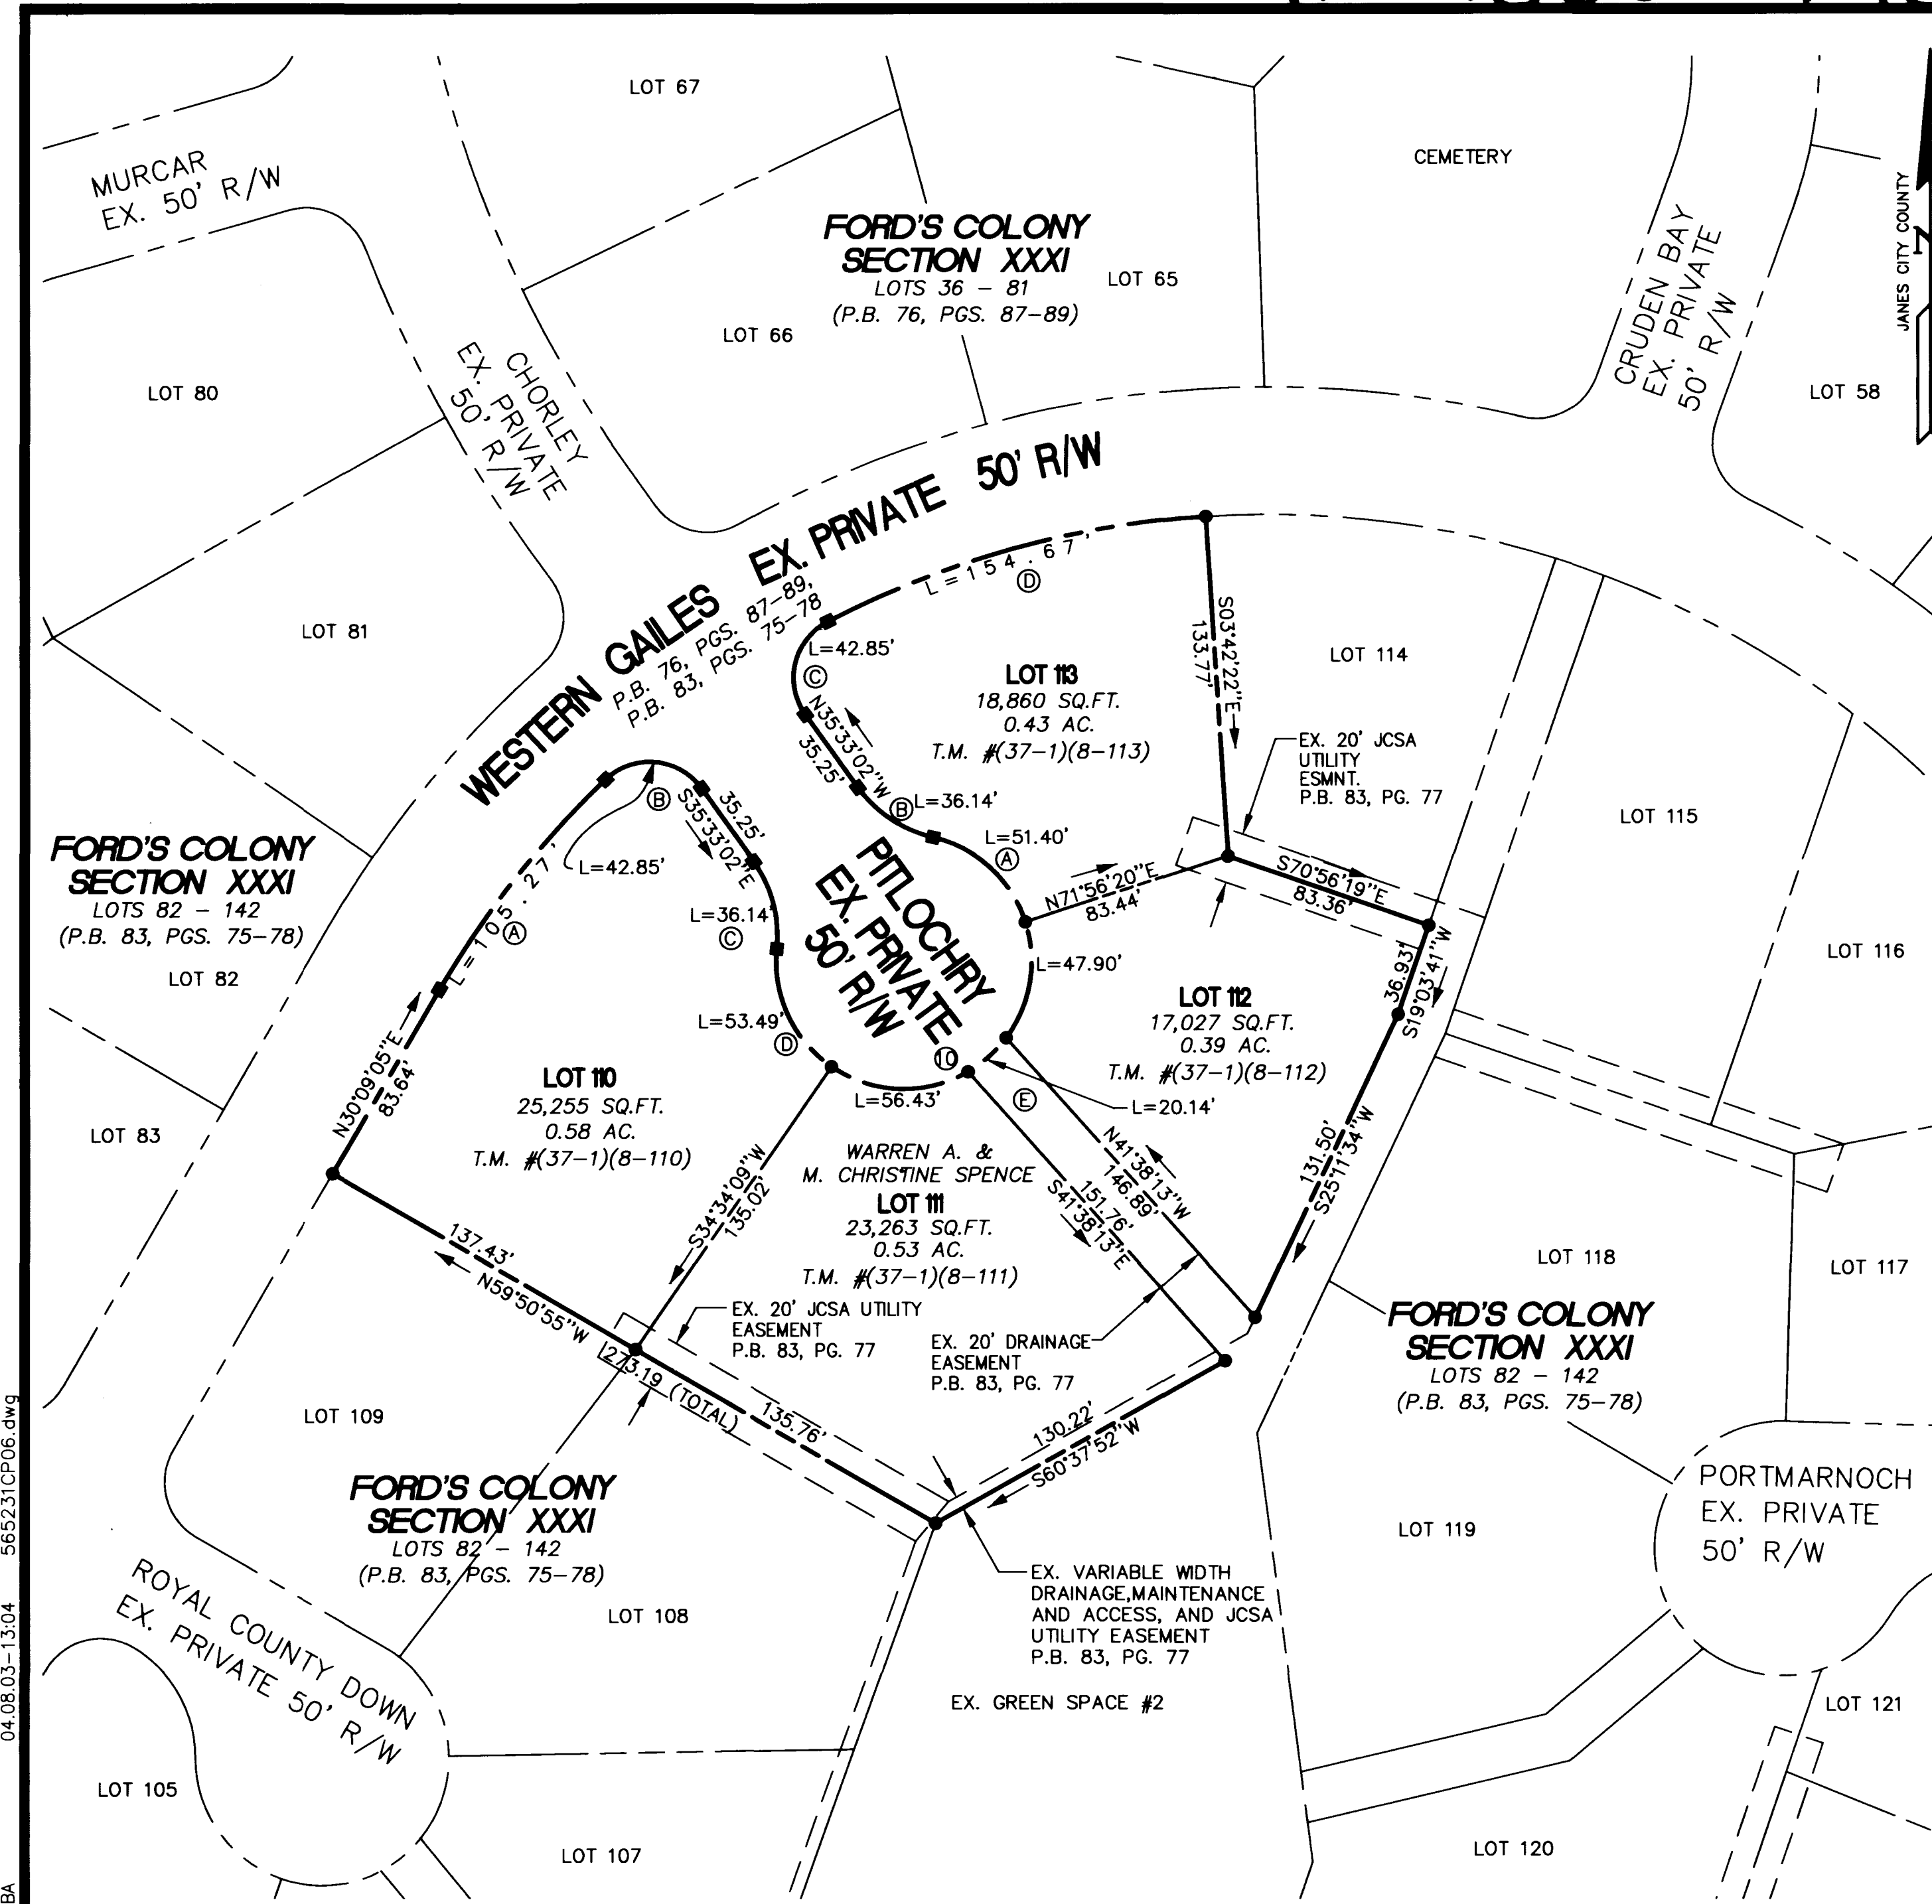 LOT 67
MURCAR
EX. 50' R/W
CEMETERY
JANES CITY COUNTY
FORD'S COLONY
SECTION XXXI
LOTS 36 - 81
(P.B. 76, PGS. 87-89)
LOT 65
LOT 66
CRUDEN BAY
EX. PRIVATE
50' R/W
LOT 58
LOT 80
CHORLEY
EX. PRIVATE
50' R/W
WESTERN GAILES EX. PRIVATE 50' R/W
P.B. 76, PGS. 87-89,
P.B. 83, PGS. 75-78
LOT 81
L=154.67'
D
L=42.85'
C
N35°33'02"W
35.25'
LOT 113
18,860 SQ.FT.
0.43 AC.
T.M. #(37-1)(8-113)
S03°42'22"E
133.77'
LOT 114
EX. 20' JCSA
UTILITY
ESMNT.
P.B. 83, PG. 77
LOT 115
B
L=36.14'
L=51.40'
A
B
35.25'
S35°33'02"E
L=42.85'
L=105.27'
A
FORD'S COLONY
SECTION XXXI
LOTS 82 - 142
(P.B. 83, PGS. 75-78)
LOT 82
L=36.14'
C
PITLOCHRY
EX. PRIVATE
50' R/W
N71°56'20"E
83.44'
S70°56'19"E
83.36'
LOT 116
36.93'
S19°03'41"W
L=47.90'
LOT 112
17,027 SQ.FT.
0.39 AC.
T.M. #(37-1)(8-112)
L=53.49'
D
10
N30°09'05"E
83.64'
LOT 110
25,255 SQ.FT.
0.58 AC.
T.M. #(37-1)(8-110)
L=56.43'
E
L=20.14'
LOT 83
131.50'
S25°11'34"W
WARREN A. &
M. CHRISTINE SPENCE
LOT 111
23,263 SQ.FT.
0.53 AC.
T.M. #(37-1)(8-111)
S34°34'09"W
135.02'
N41°38'13"W
146.89'
151.76'
S41°38'13"E
137.43'
N59°50'55"W
EX. 20' JCSA UTILITY
EASEMENT
P.B. 83, PG. 77
EX. 20' DRAINAGE
EASEMENT
P.B. 83, PG. 77
LOT 118
LOT 117
FORD'S COLONY
SECTION XXXI
LOTS 82 - 142
(P.B. 83, PGS. 75-78)
273.19 (TOTAL)
135.76'
130.22'
S60°37'52"W
LOT 109
FORD'S COLONY
SECTION XXXI
LOTS 82 - 142
(P.B. 83, PGS. 75-78)
PORTMARNOCH
EX. PRIVATE
50' R/W
LOT 119
EX. VARIABLE WIDTH
DRAINAGE,MAINTENANCE
AND ACCESS, AND JCSA
UTILITY EASEMENT
P.B. 83, PG. 77
LOT 108
ROYAL COUNTY DOWN
EX. PRIVATE 50' R/W
EX. GREEN SPACE #2
LOT 121
LOT 105
LOT 107
LOT 120
BA 04.08.03-13:04 565231CP06.dwg